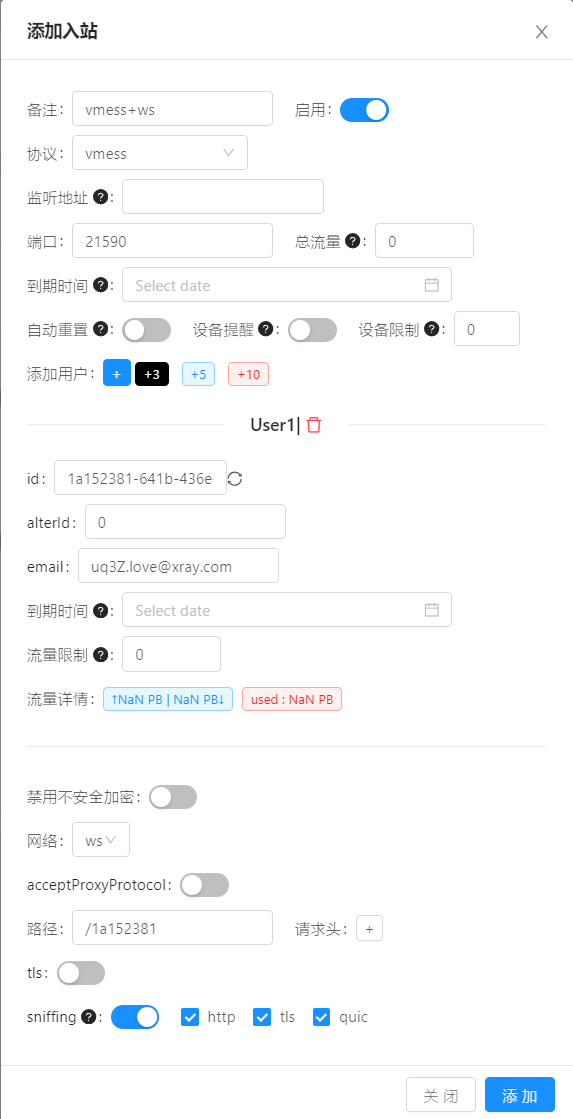 添加入站
备注: vmess+ws 启用:
协议: vmess
监听地址 ? :
端口: 21590 总流量 ? : 0
到期时间 ? : Select date
自动重置 ? : 设备提醒 ? : 设备限制 ? : 0
添加用户: + +3 +5 +10
User1|
id: 1a152381-641b-436e
alterId: 0
email: uq3Z.love@xray.com
到期时间 ? : Select date
流量限制 ? : 0
流量详情: ↑NaN PB | NaN PB↓ used : NaN PB
禁用不安全加密:
网络: ws
acceptProxyProtocol:
路径: /1a152381 请求头: +
tls:
sniffing ? : http tls quic
关 闭 添 加